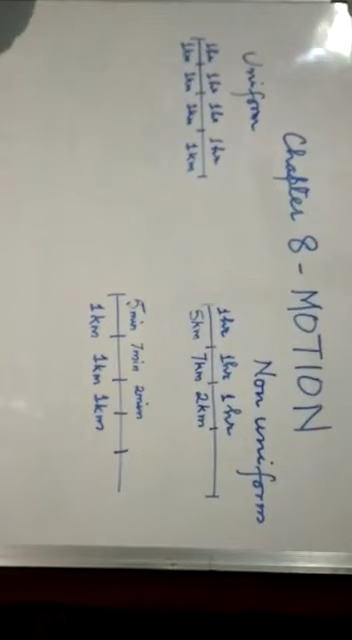 Chapter 8 - MOTION
Uniform
Non uniform
1hr 1hr 1hr 1hr
1km 1km 1km 1km
1hr 1hr 1hr
5km 7km 2km
5min 7min 2min
1km 1km 1km